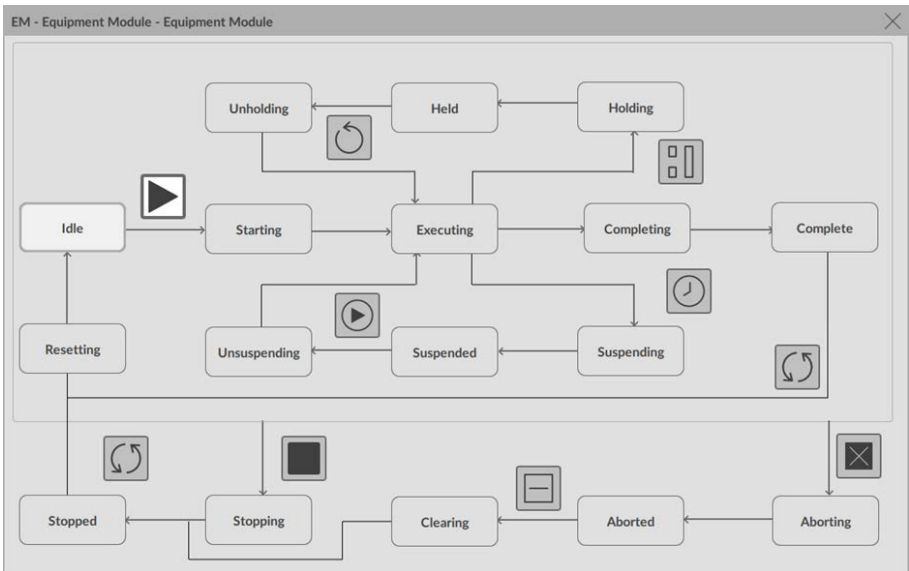 EM - Equipment Module - Equipment Module
Unholding
Held
Holding
Idle
Starting
Executing
Completing
Complete
Resetting
Unsuspending
Suspended
Suspending
Stopped
Stopping
Clearing
Aborted
Aborting